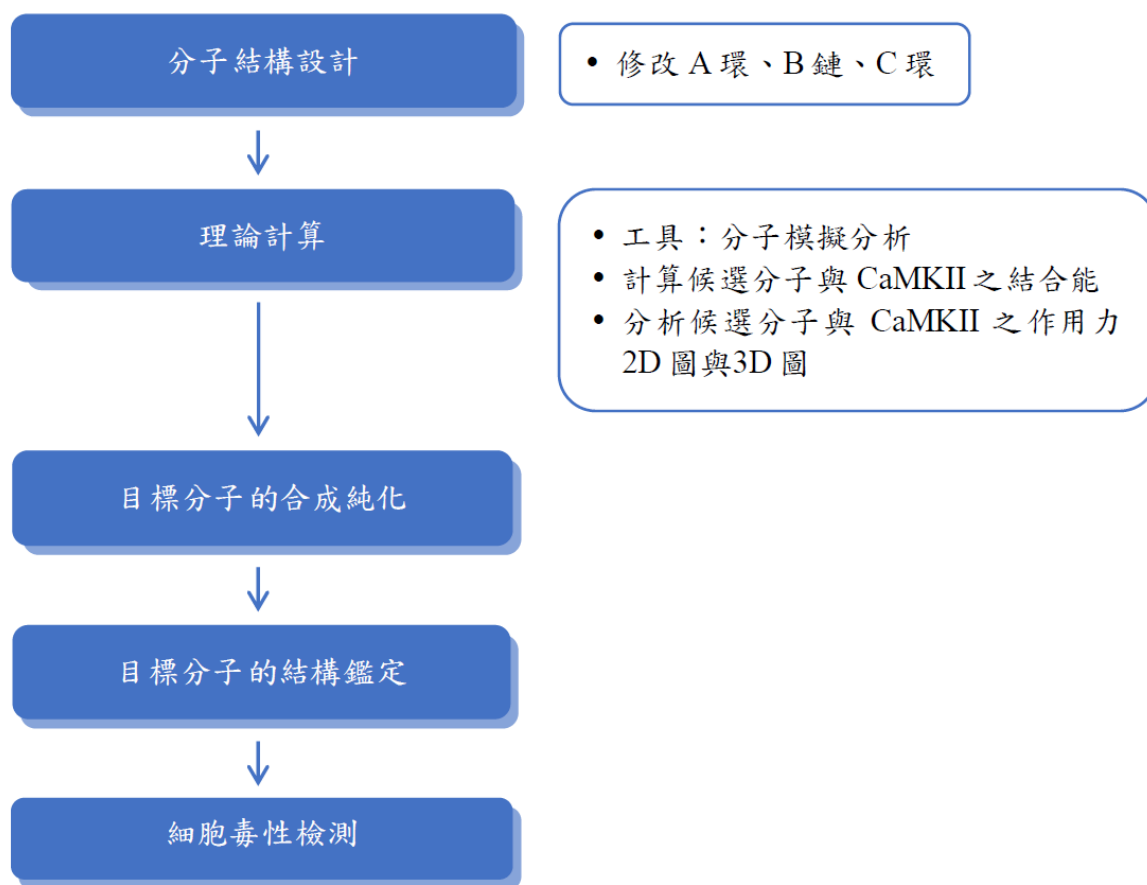 分子結構設計
• 修改 A 環、B 鏈、C 環
理論計算
• 工具：分子模擬分析
• 計算候選分子與 CaMKII 之結合能
• 分析候選分子與 CaMKII 之作用力
2D 圖與3D 圖
目標分子的合成純化
目標分子的結構鑑定
細胞毒性檢測